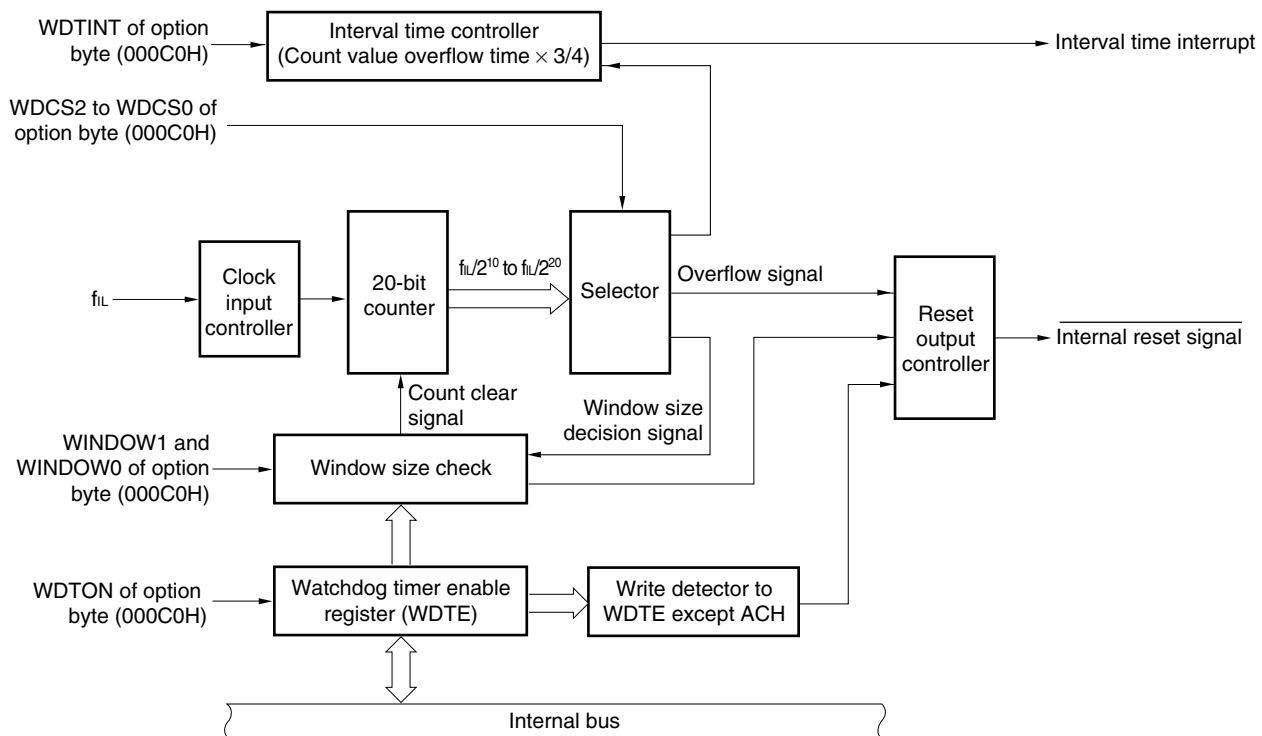 WDTINT of option
byte (000C0H)
Interval time controller
(Count value overflow time × 3/4)
Interval time interrupt
WDCS2 to WDCS0 of
option byte (000C0H)
fIL
Clock
input
controller
20-bit
counter
fIL/2¹⁰ to fIL/2²⁰
Selector
Overflow signal
Reset
output
controller
Internal reset signal
Count clear
signal
Window size
decision signal
WINDOW1 and
WINDOW0 of option
byte (000C0H)
Window size check
WDTON of option
byte (000C0H)
Watchdog timer enable
register (WDTE)
Write detector to
WDTE except ACH
Internal bus